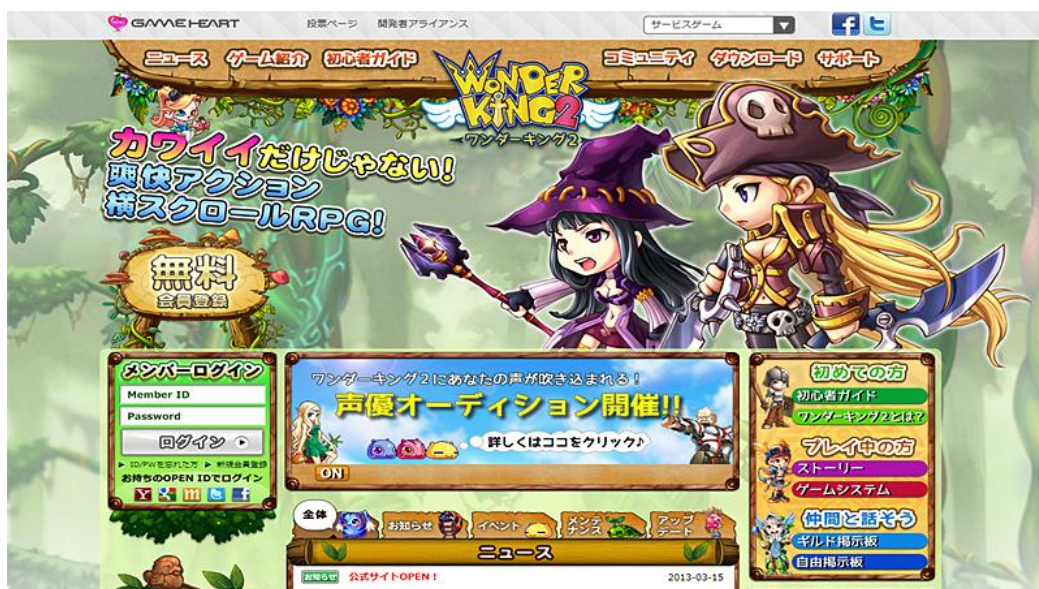 GAMEHEART
投票ページ
開発者アライアンス
サービスゲーム
ニュース
ゲーム紹介
初心者ガイド
WONDER
KING2
ワンダーキング2
コミュニティ
ダウンロード
サポート
カワイイだけじゃない!
爽快アクション
横スクロールRPG!
無料
会員登録
メンバーログイン
Member ID
Password
ログイン
ID/PWを忘れた方
新規会員登録
お持ちのOPEN IDでログイン
ワンダーキング2にあなたの声が吹き込まれる!
声優オーディション開催!!
詳しくはココをクリック♪
ON
全体
お知らせ
イベント
メンテ
ナンス
アップ
デート
ニュース
お知らせ 公式サイトOPEN! 2013-03-15
初めての方
初心者ガイド
ワンダーキング2とは?
プレイ中の方
ストーリー
ゲームシステム
仲間と話そう
ギルド掲示板
自由掲示板